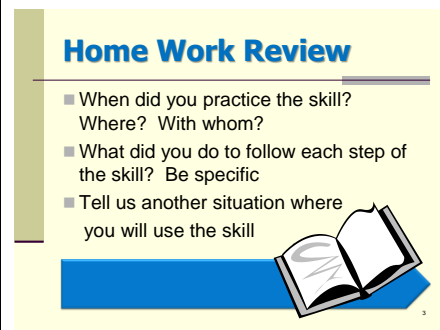 Home Work Review
When did you practice the skill?
Where? With whom?
What did you do to follow each step of
the skill? Be specific
Tell us another situation where
you will use the skill
3